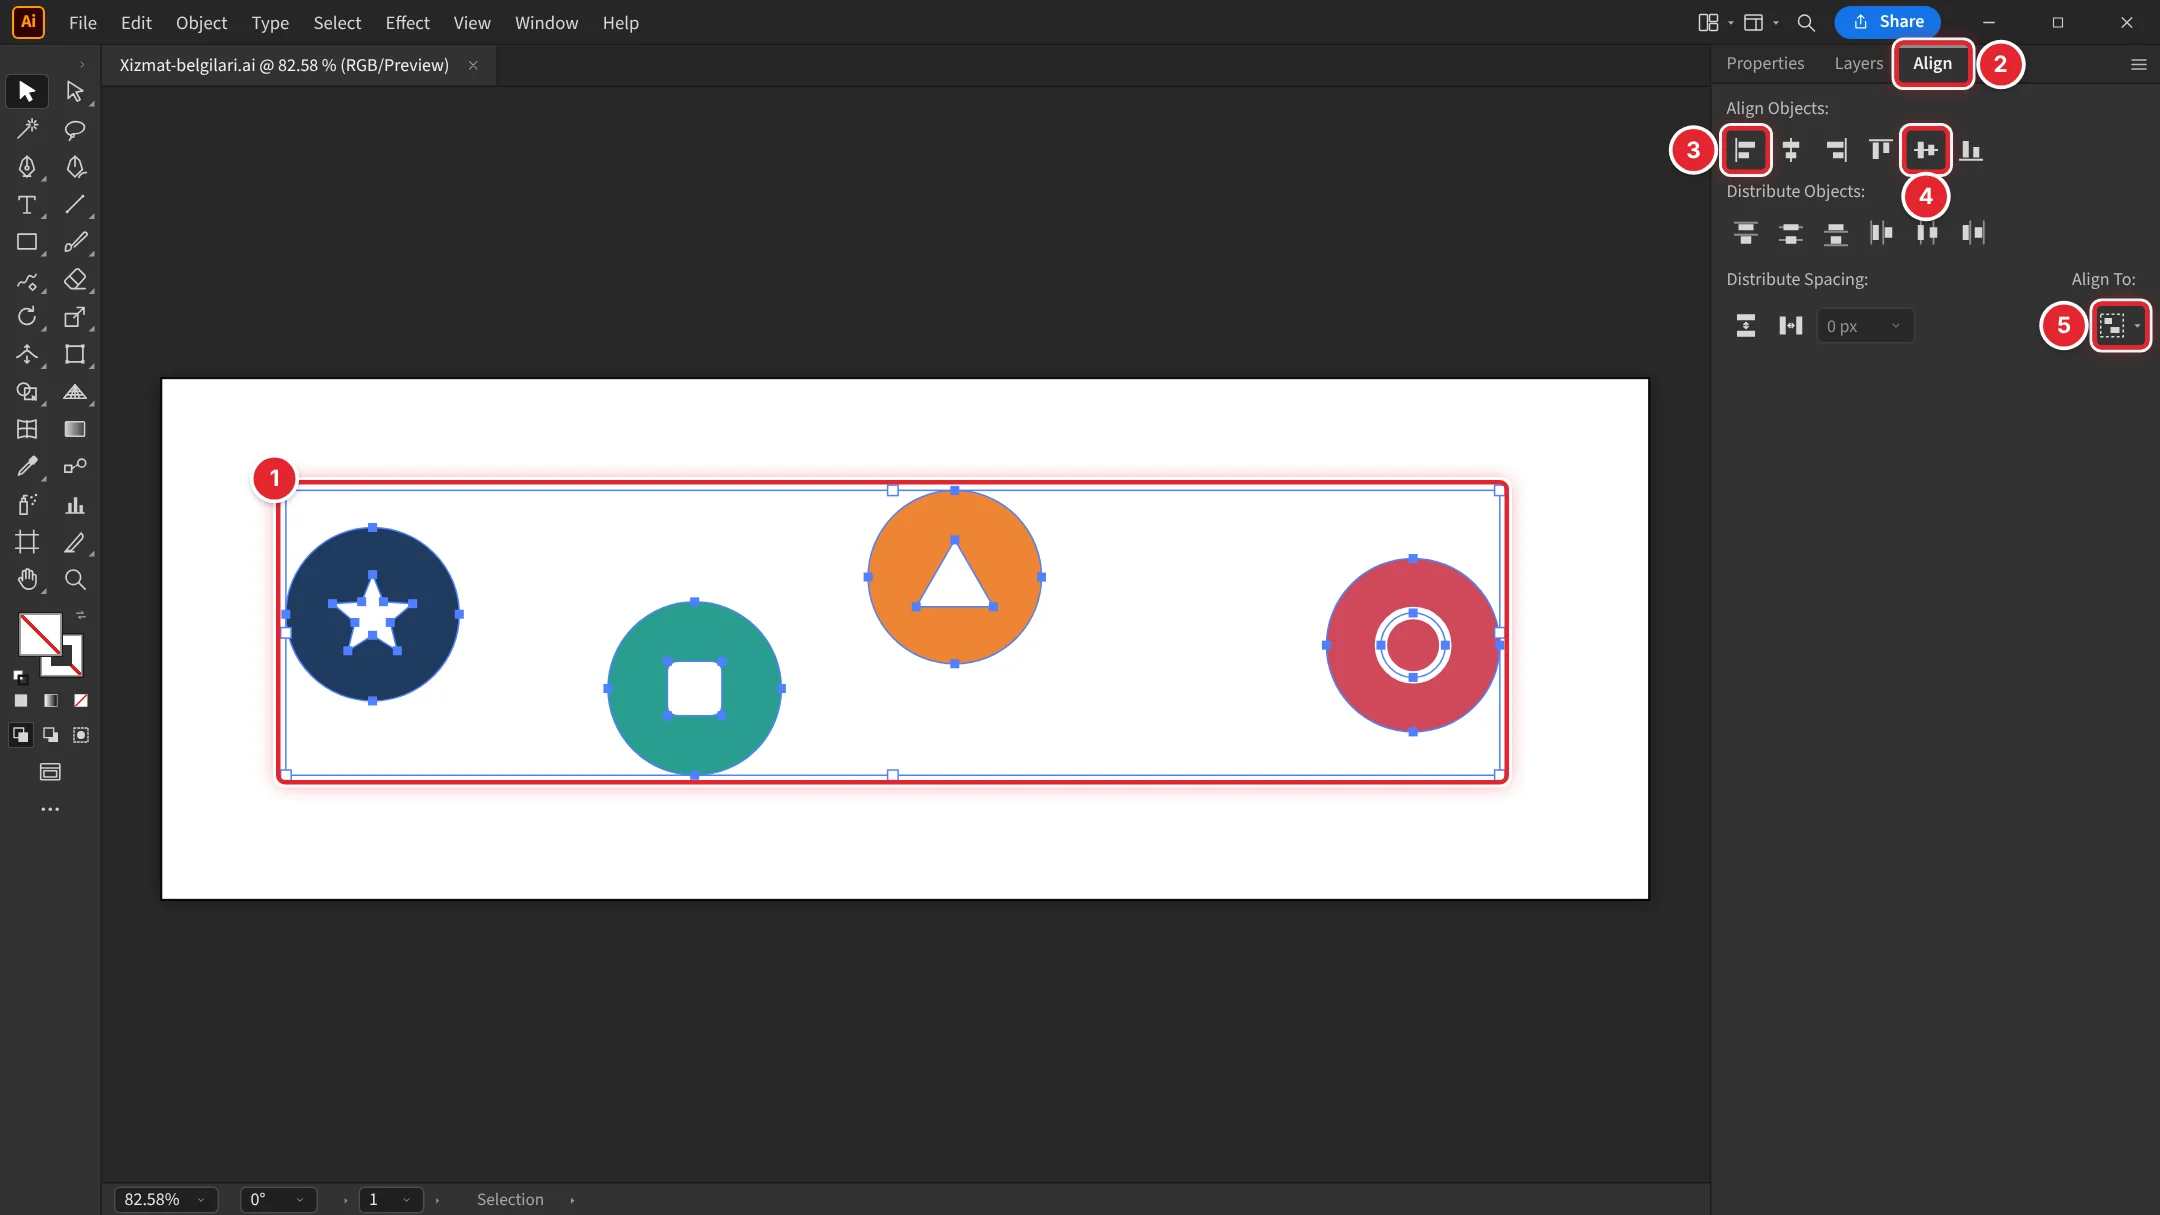 Ai File Edit Object Type Select Effect View Window Help Share
Xizmat-belgilari.ai @ 82.58 % (RGB/Preview)
Properties Layers Align 2
Align Objects:
3
Distribute Objects:
4
Distribute Spacing: Align To:
0 px
5
1
82.58% 0° 1 Selection